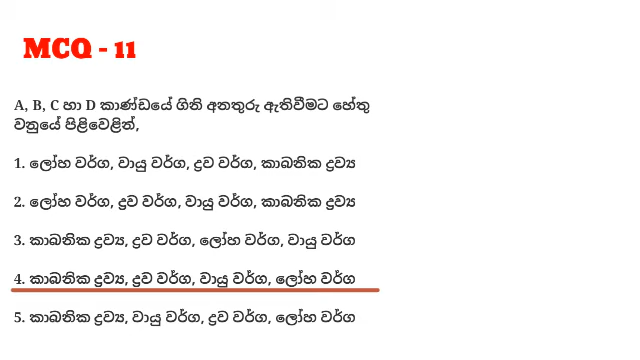 MCQ - 11
A, B, C හා D කාණ්ඩයේ ගිනි අනතුරු ඇතිවීමට හේතු
වනුයේ පිළිවෙළින්,
1. ලෝහ වර්ග, වායු වර්ග, ද්‍රව වර්ග, කාබනික ද්‍රව්‍ය
2. ලෝහ වර්ග, ද්‍රව වර්ග, වායු වර්ග, කාබනික ද්‍රව්‍ය
3. කාබනික ද්‍රව්‍ය, ද්‍රව වර්ග, ලෝහ වර්ග, වායු වර්ග
4. කාබනික ද්‍රව්‍ය, ද්‍රව වර්ග, වායු වර්ග, ලෝහ වර්ග
5. කාබනික ද්‍රව්‍ය, වායු වර්ග, ද්‍රව වර්ග, ලෝහ වර්ග